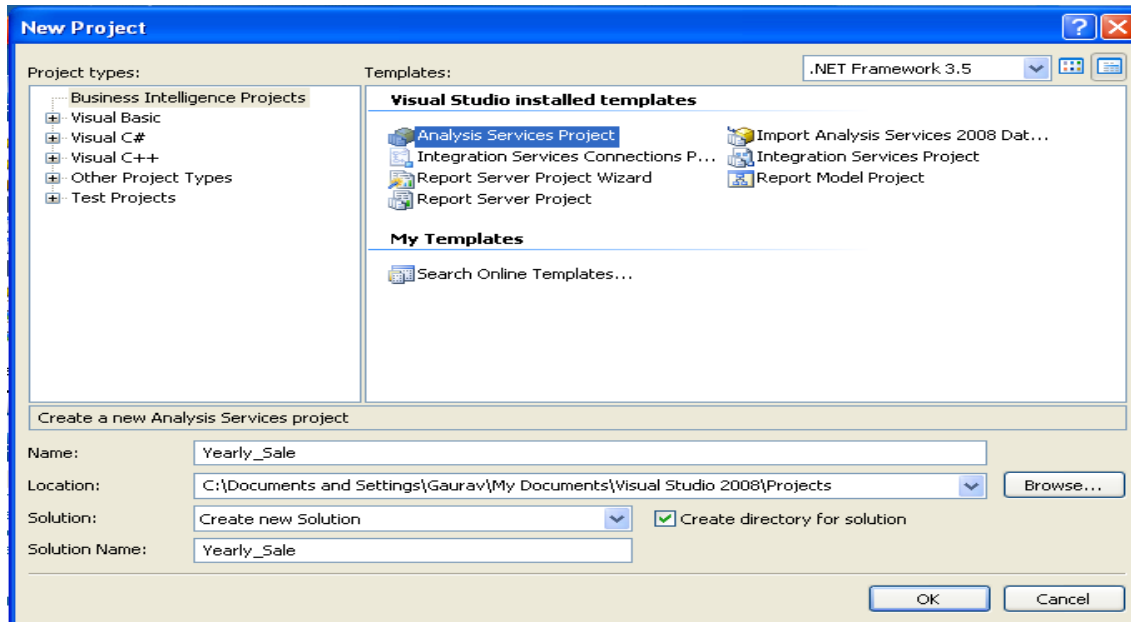 New Project
Project types:
Templates:
.NET Framework 3.5
Business Intelligence Projects
Visual Basic
Visual C#
Visual C++
Other Project Types
Test Projects
Visual Studio installed templates
Analysis Services Project
Import Analysis Services 2008 Dat...
Integration Services Connections P...
Integration Services Project
Report Server Project Wizard
Report Model Project
Report Server Project
My Templates
Search Online Templates...
Create a new Analysis Services project
Name:
Yearly_Sale
Location:
C:\Documents and Settings\Gaurav\My Documents\Visual Studio 2008\Projects
Browse...
Solution:
Create new Solution
Create directory for solution
Solution Name:
Yearly_Sale
OK
Cancel